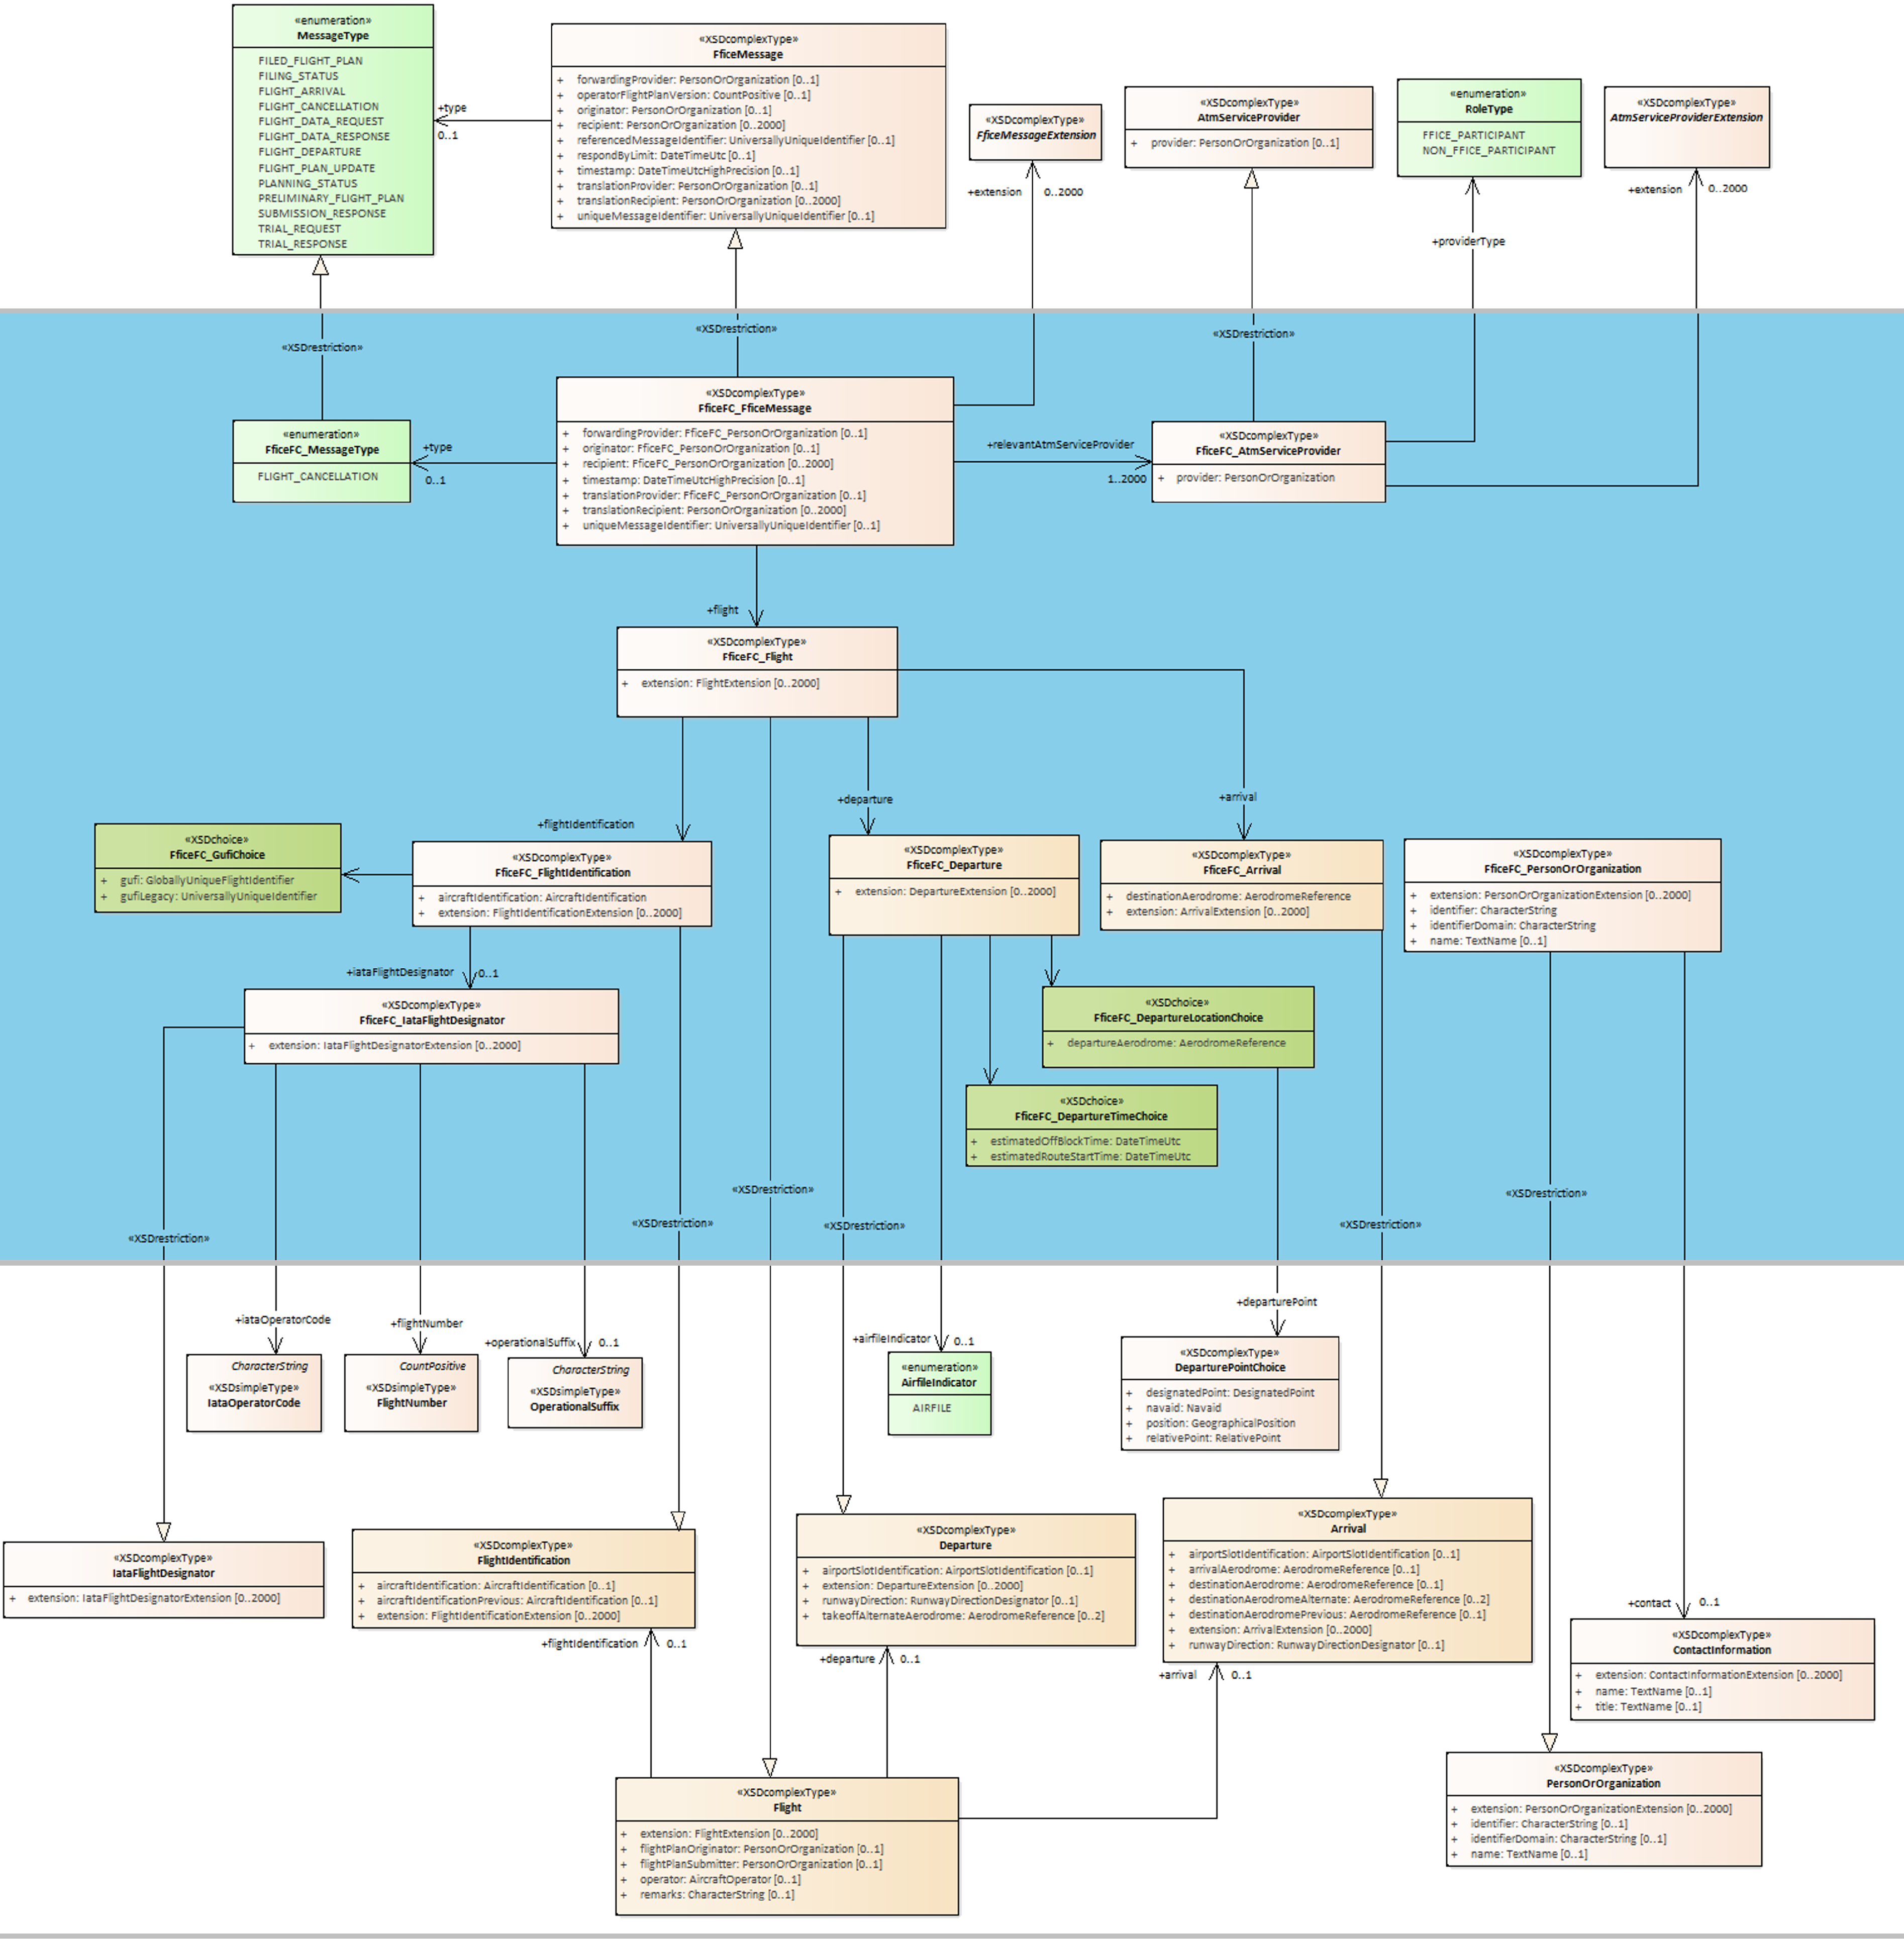 «enumeration»
MessageType
FILED_FLIGHT_PLAN
FILING_STATUS
FLIGHT_ARRIVAL
FLIGHT_CANCELLATION
FLIGHT_DATA_REQUEST
FLIGHT_DATA_RESPONSE
FLIGHT_DEPARTURE
FLIGHT_PLAN_UPDATE
PLANNING_STATUS
PRELIMINARY_FLIGHT_PLAN
SUBMISSION_RESPONSE
TRIAL_REQUEST
TRIAL_RESPONSE
+type
0..1
«XSDcomplexType»
FficeMessage
+ forwardingProvider: PersonOrOrganization [0..1]
+ operatorFlightPlanVersion: CountPositive [0..1]
+ originator: PersonOrOrganization [0..1]
+ recipient: PersonOrOrganization [0..2000]
+ referencedMessageIdentifier: UniversallyUniqueIdentifier [0..1]
+ respondByLimit: DateTimeUtc [0..1]
+ timestamp: DateTimeUtcHighPrecision [0..1]
+ translationProvider: PersonOrOrganization [0..1]
+ translationRecipient: PersonOrOrganization [0..2000]
+ uniqueMessageIdentifier: UniversallyUniqueIdentifier [0..1]
«XSDcomplexType»
FficeMessageExtension
+extension
0..2000
«XSDcomplexType»
AtmServiceProvider
+ provider: PersonOrOrganization [0..1]
«enumeration»
RoleType
FFICE_PARTICIPANT
NON_FFICE_PARTICIPANT
+providerType
«XSDcomplexType»
AtmServiceProviderExtension
+extension
0..2000
«XSDrestriction»
«XSDrestriction»
«XSDrestriction»
«enumeration»
FficeFC_MessageType
FLIGHT_CANCELLATION
+type
0..1
«XSDcomplexType»
FficeFC_FficeMessage
+ forwardingProvider: FficeFC_PersonOrOrganization [0..1]
+ originator: FficeFC_PersonOrOrganization [0..1]
+ recipient: FficeFC_PersonOrOrganization [0..2000]
+ timestamp: DateTimeUtcHighPrecision [0..1]
+ translationProvider: FficeFC_PersonOrOrganization [0..1]
+ translationRecipient: PersonOrOrganization [0..2000]
+ uniqueMessageIdentifier: UniversallyUniqueIdentifier [0..1]
+relevantAtmServiceProvider
1..2000
«XSDcomplexType»
FficeFC_AtmServiceProvider
+ provider: PersonOrOrganization
+flight
«XSDcomplexType»
FficeFC_Flight
+ extension: FlightExtension [0..2000]
+flightIdentification
+departure
+arrival
«XSDchoice»
FficeFC_GufiChoice
+ gufi: GloballyUniqueFlightIdentifier
+ gufiLegacy: UniversallyUniqueIdentifier
«XSDcomplexType»
FficeFC_FlightIdentification
+ aircraftIdentification: AircraftIdentification
+ extension: FlightIdentificationExtension [0..2000]
«XSDcomplexType»
FficeFC_Departure
+ extension: DepartureExtension [0..2000]
«XSDcomplexType»
FficeFC_Arrival
+ destinationAerodrome: AerodromeReference
+ extension: ArrivalExtension [0..2000]
«XSDcomplexType»
FficeFC_PersonOrOrganization
+ extension: PersonOrOrganizationExtension [0..2000]
+ identifier: CharacterString
+ identifierDomain: CharacterString
+ name: TextName [0..1]
+iataFlightDesignator
0..1
«XSDcomplexType»
FficeFC_IataFlightDesignator
+ extension: IataFlightDesignatorExtension [0..2000]
«XSDchoice»
FficeFC_DepartureLocationChoice
+ departureAerodrome: AerodromeReference
«XSDchoice»
FficeFC_DepartureTimeChoice
+ estimatedOffBlockTime: DateTimeUtc
+ estimatedRouteStartTime: DateTimeUtc
«XSDrestriction»
«XSDrestriction»
«XSDrestriction»
«XSDrestriction»
«XSDrestriction»
«XSDrestriction»
+iataOperatorCode
+flightNumber
+operationalSuffix
0..1
+airfileIndicator
0..1
+departurePoint
CharacterString
«XSDsimpleType»
IataOperatorCode
CountPositive
«XSDsimpleType»
FlightNumber
CharacterString
«XSDsimpleType»
OperationalSuffix
«enumeration»
AirfileIndicator
AIRFILE
«XSDcomplexType»
DeparturePointChoice
+ designatedPoint: DesignatedPoint
+ navaid: Navaid
+ position: GeographicalPosition
+ relativePoint: RelativePoint
«XSDcomplexType»
IataFlightDesignator
+ extension: IataFlightDesignatorExtension [0..2000]
«XSDcomplexType»
FlightIdentification
+ aircraftIdentification: AircraftIdentification [0..1]
+ aircraftIdentificationPrevious: AircraftIdentification [0..1]
+ extension: FlightIdentificationExtension [0..2000]
«XSDcomplexType»
Departure
+ airportSlotIdentification: AirportSlotIdentification [0..1]
+ extension: DepartureExtension [0..2000]
+ runwayDirection: RunwayDirectionDesignator [0..1]
+ takeoffAlternateAerodrome: AerodromeReference [0..2]
«XSDcomplexType»
Arrival
+ airportSlotIdentification: AirportSlotIdentification [0..1]
+ arrivalAerodrome: AerodromeReference [0..1]
+ destinationAerodrome: AerodromeReference [0..1]
+ destinationAerodromeAlternate: AerodromeReference [0..2]
+ destinationAerodromePrevious: AerodromeReference [0..1]
+ extension: ArrivalExtension [0..2000]
+ runwayDirection: RunwayDirectionDesignator [0..1]
+contact
0..1
«XSDcomplexType»
ContactInformation
+ extension: ContactInformationExtension [0..2000]
+ name: TextName [0..1]
+ title: TextName [0..1]
+flightIdentification
0..1
+departure
0..1
+arrival
0..1
«XSDcomplexType»
Flight
+ extension: FlightExtension [0..2000]
+ flightPlanOriginator: PersonOrOrganization [0..1]
+ flightPlanSubmitter: PersonOrOrganization [0..1]
+ operator: AircraftOperator [0..1]
+ remarks: CharacterString [0..1]
«XSDcomplexType»
PersonOrOrganization
+ extension: PersonOrOrganizationExtension [0..2000]
+ identifier: CharacterString [0..1]
+ identifierDomain: CharacterString [0..1]
+ name: TextName [0..1]